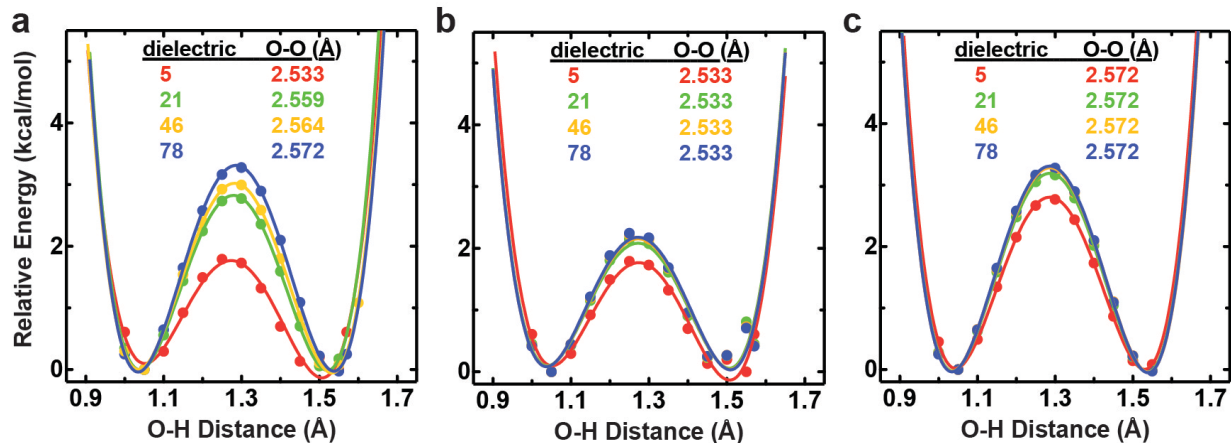 a
dielectric O-O (Å)
5 2.533
21 2.559
46 2.564
78 2.572
Relative Energy (kcal/mol)
4
2
0
0.9 1.1 1.3 1.5 1.7
O-H Distance (Å)
b
dielectric O-O (Å)
5 2.533
21 2.533
46 2.533
78 2.533
4
2
0
0.9 1.1 1.3 1.5 1.7
O-H Distance (Å)
c
dielectric O-O (Å)
5 2.572
21 2.572
46 2.572
78 2.572
4
2
0
0.9 1.1 1.3 1.5 1.7
O-H Distance (Å)